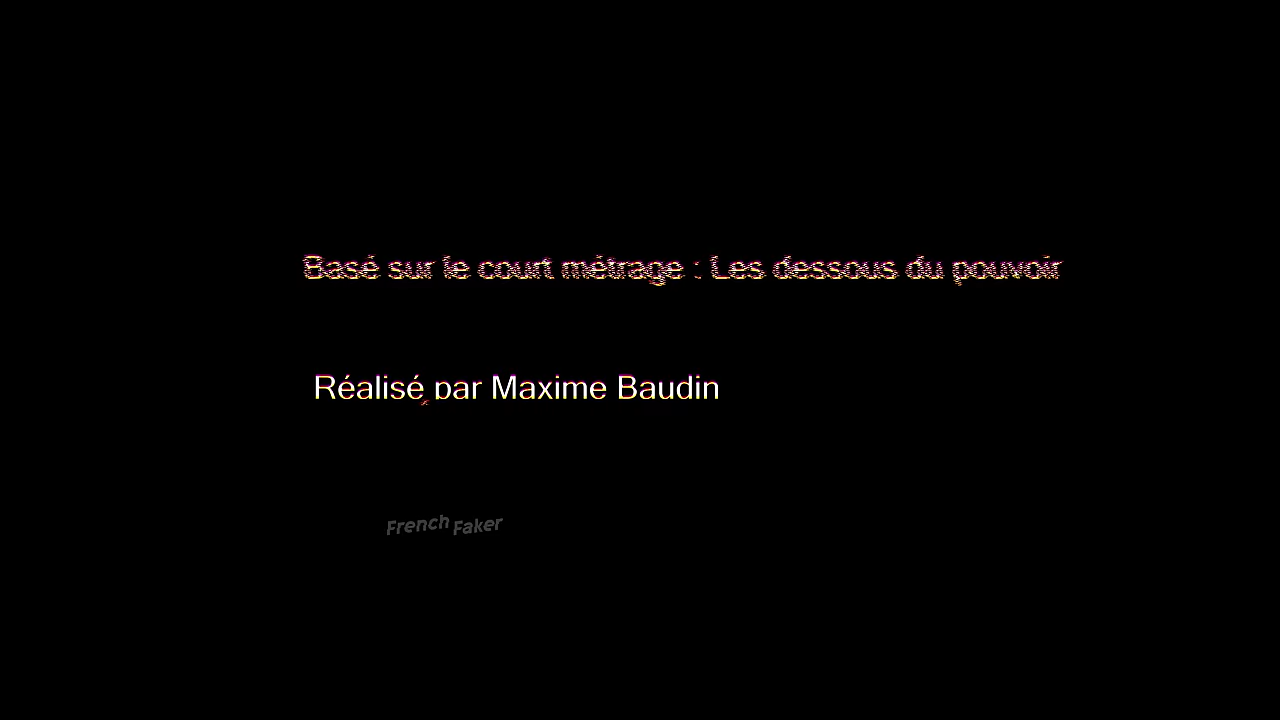 Basé sur le court métrage : Les dessous du pouvoir
Réalisé par Maxime Baudin
French Faker